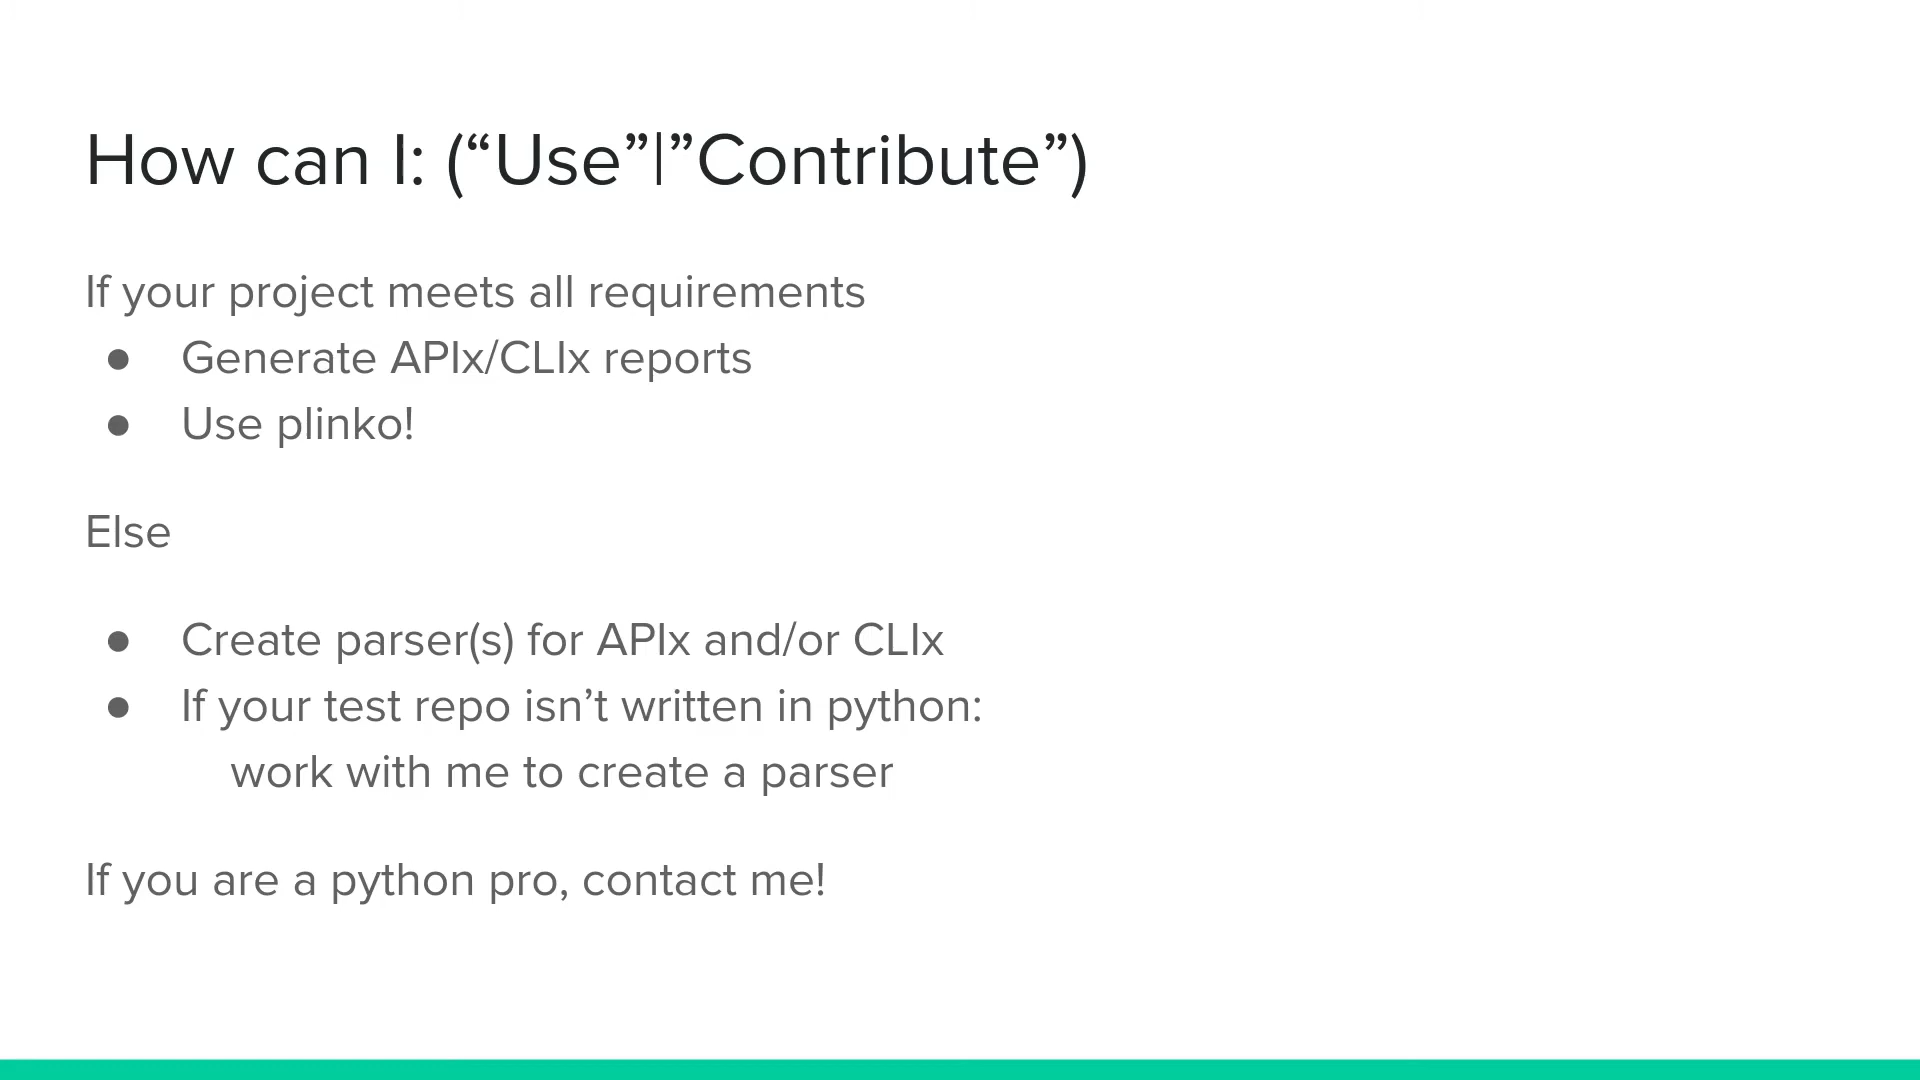 How can I: (“Use”|”Contribute”)
If your project meets all requirements
● Generate APIx/CLIx reports
● Use plinko!
Else
● Create parser(s) for APIx and/or CLIx
● If your test repo isn’t written in python:
work with me to create a parser
If you are a python pro, contact me!